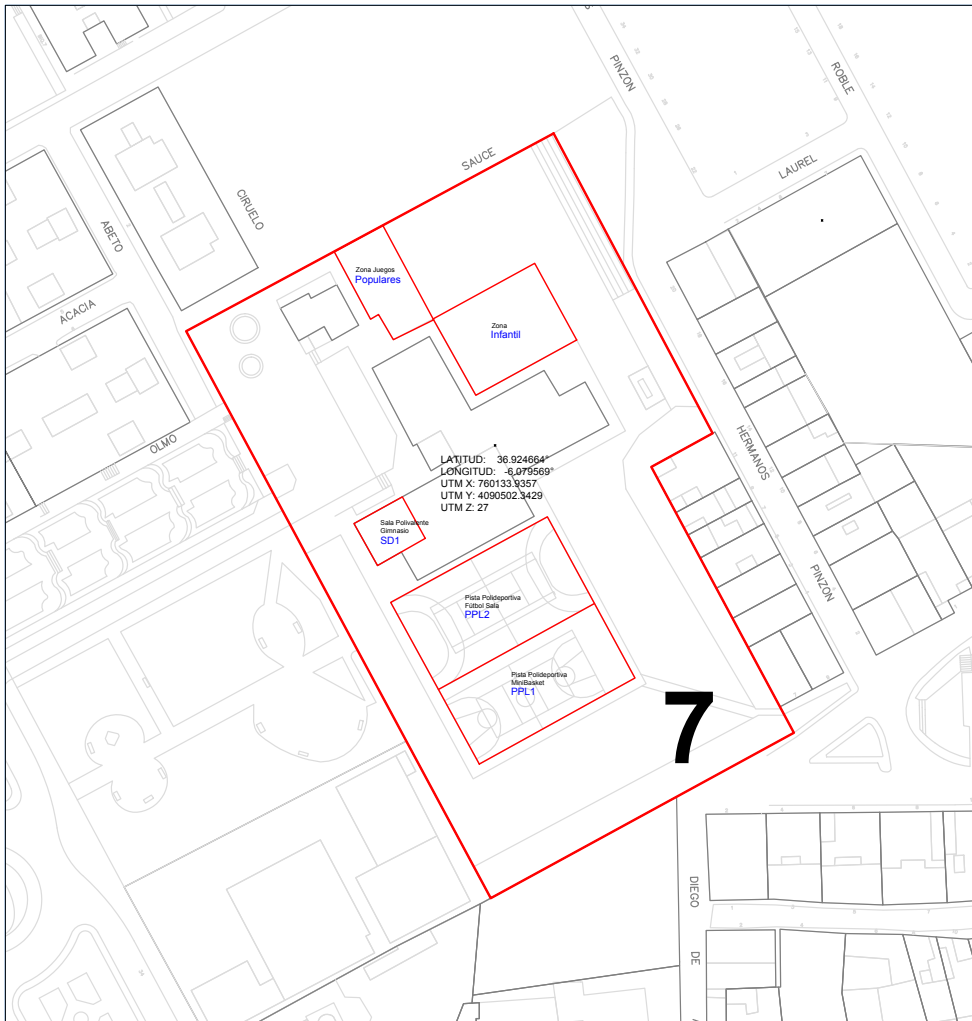 PINZON
ROBLE
SAUCE
LAUREL
CIRUELO
ABETO
ACACIA
OLMO
Zona Juegos
Populares
Zona
Infantil
HERMANOS
PINZON
LATITUD: 36.924664°
LONGITUD: -6.079569°
UTM X: 760133.9357
UTM Y: 4090502.3429
UTM Z: 27
Sala Polivalente
Gimnasio
SD1
Pista Polideportiva
Fútbol Sala
PPL2
Pista Polideportiva
MiniBasket
PPL1
7
DIEGO
DE